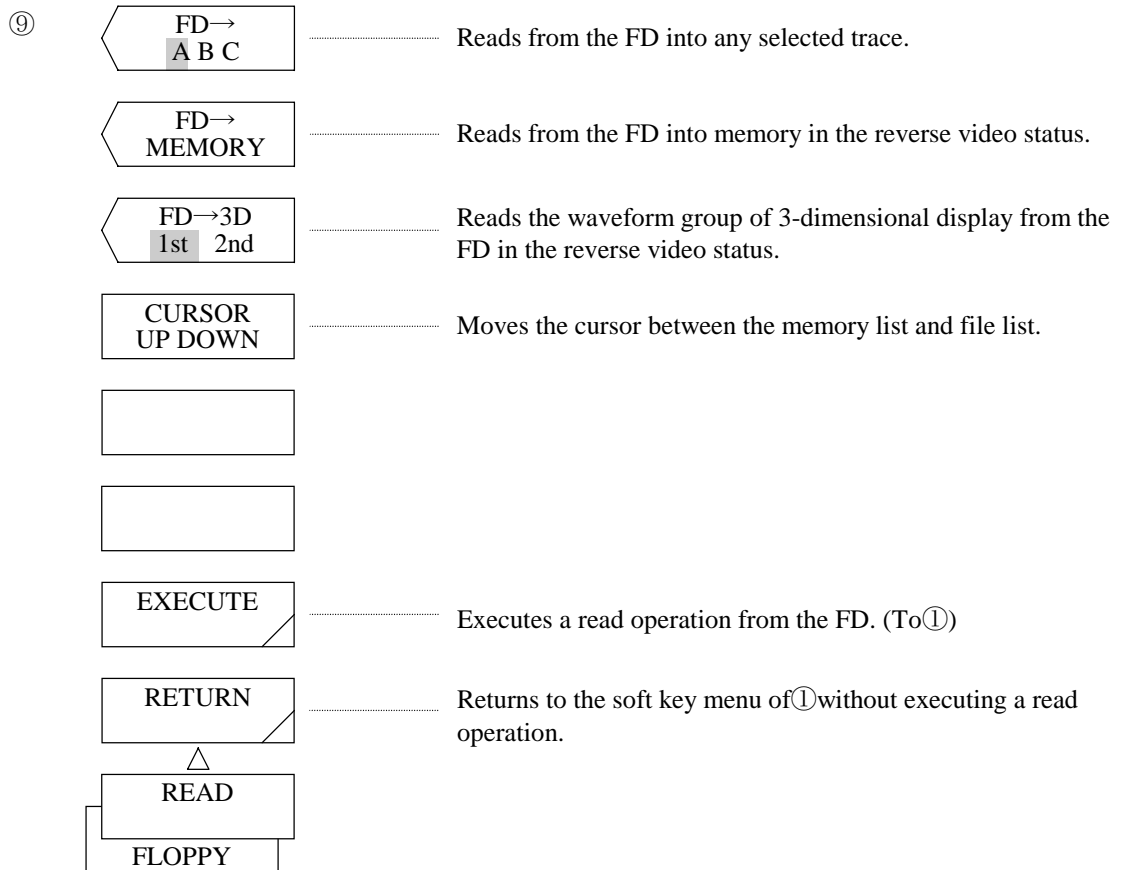 ⑨
FD→
A B C
Reads from the FD into any selected trace.
FD→
MEMORY
Reads from the FD into memory in the reverse video status.
FD→3D
1st 2nd
Reads the waveform group of 3-dimensional display from the
FD in the reverse video status.
CURSOR
UP DOWN
Moves the cursor between the memory list and file list.
EXECUTE
Executes a read operation from the FD. (To①)
RETURN
Returns to the soft key menu of①without executing a read
operation.
READ
FLOPPY